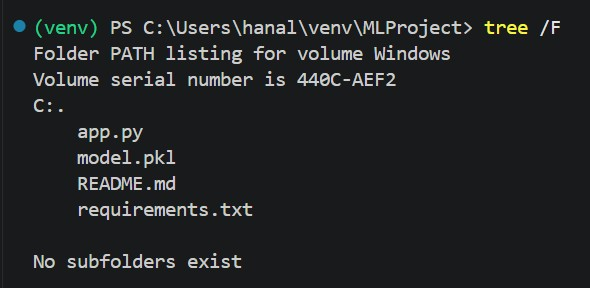 (venv) PS C:\Users\hanal\venv\MLProject> tree /F
Folder PATH listing for volume Windows
Volume serial number is 440C-AEF2
C:.
    app.py
    model.pkl
    README.md
    requirements.txt

No subfolders exist